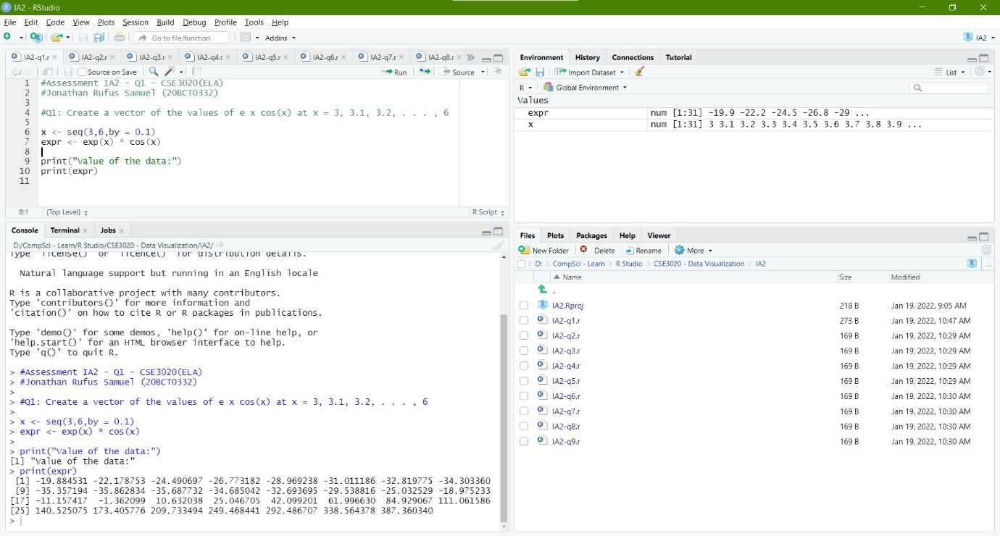 IA2 - RStudio
File Edit Code View Plots Session Build Debug Profile Tools Help
Go to file/function Addins IA2
IA2-q1.r IA2-q2.r IA2-q3.r IA2-q4.r IA2-q5.r IA2-q6.r IA2-q7.r IA2-q8.r
Source on Save Run Source
1 #Assessment IA2 - Q1 - CSE3020(ELA)
2 #Jonathan Rufus Samuel (20BCT0332)
3
4 #Q1: Create a vector of the values of e x cos(x) at x = 3, 3.1, 3.2, . . . , 6
5
6 x <- seq(3,6,by = 0.1)
7 expr <- exp(x) * cos(x)
8
9 print("Value of the data:")
10 print(expr)
11
8:1 (Top Level) R Script
Console Terminal Jobs
D:/CompSci - Learn/R Studio/CSE3020 - Data Visualization/IA2/
Type 'license()' or 'licence()' for distribution details.
Natural language support but running in an English locale
R is a collaborative project with many contributors.
Type 'contributors()' for more information and
'citation()' on how to cite R or R packages in publications.
Type 'demo()' for some demos, 'help()' for on-line help, or
'help.start()' for an HTML browser interface to help.
Type 'q()' to quit R.
> #Assessment IA2 - Q1 - CSE3020(ELA)
> #Jonathan Rufus Samuel (20BCT0332)
>
> #Q1: Create a vector of the values of e x cos(x) at x = 3, 3.1, 3.2, . . . , 6
>
> x <- seq(3,6,by = 0.1)
> expr <- exp(x) * cos(x)
>
> print("Value of the data:")
[1] "Value of the data:"
> print(expr)
[1] -19.884531 -22.178753 -24.490697 -26.773182 -28.969238 -31.011186 -32.819775 -34.303360
[9] -35.357194 -35.862834 -35.687732 -34.685042 -32.693695 -29.538816 -25.032529 -18.975233
[17] -11.157417 -1.362099 10.632038 25.046705 42.099201 61.996630 84.929067 111.061586
[25] 140.525075 173.405776 209.733494 249.468441 292.486707 338.564378 387.360340
>
Environment History Connections Tutorial
Import Dataset List
R Global Environment
Values
expr num [1:31] -19.9 -22.2 -24.5 -26.8 -29 ...
x num [1:31] 3 3.1 3.2 3.3 3.4 3.5 3.6 3.7 3.8 3.9 ...
Files Plots Packages Help Viewer
New Folder Delete Rename More
D: CompSci - Learn R Studio CSE3020 - Data Visualization IA2 ...
Name Size Modified
..
IA2.Rproj 218 B Jan 19, 2022, 9:05 AM
IA2-q1.r 273 B Jan 19, 2022, 10:47 AM
IA2-q2.r 169 B Jan 19, 2022, 10:29 AM
IA2-q3.r 169 B Jan 19, 2022, 10:29 AM
IA2-q4.r 169 B Jan 19, 2022, 10:29 AM
IA2-q5.r 169 B Jan 19, 2022, 10:29 AM
IA2-q6.r 169 B Jan 19, 2022, 10:30 AM
IA2-q7.r 169 B Jan 19, 2022, 10:30 AM
IA2-q8.r 169 B Jan 19, 2022, 10:30 AM
IA2-q9.r 169 B Jan 19, 2022, 10:30 AM